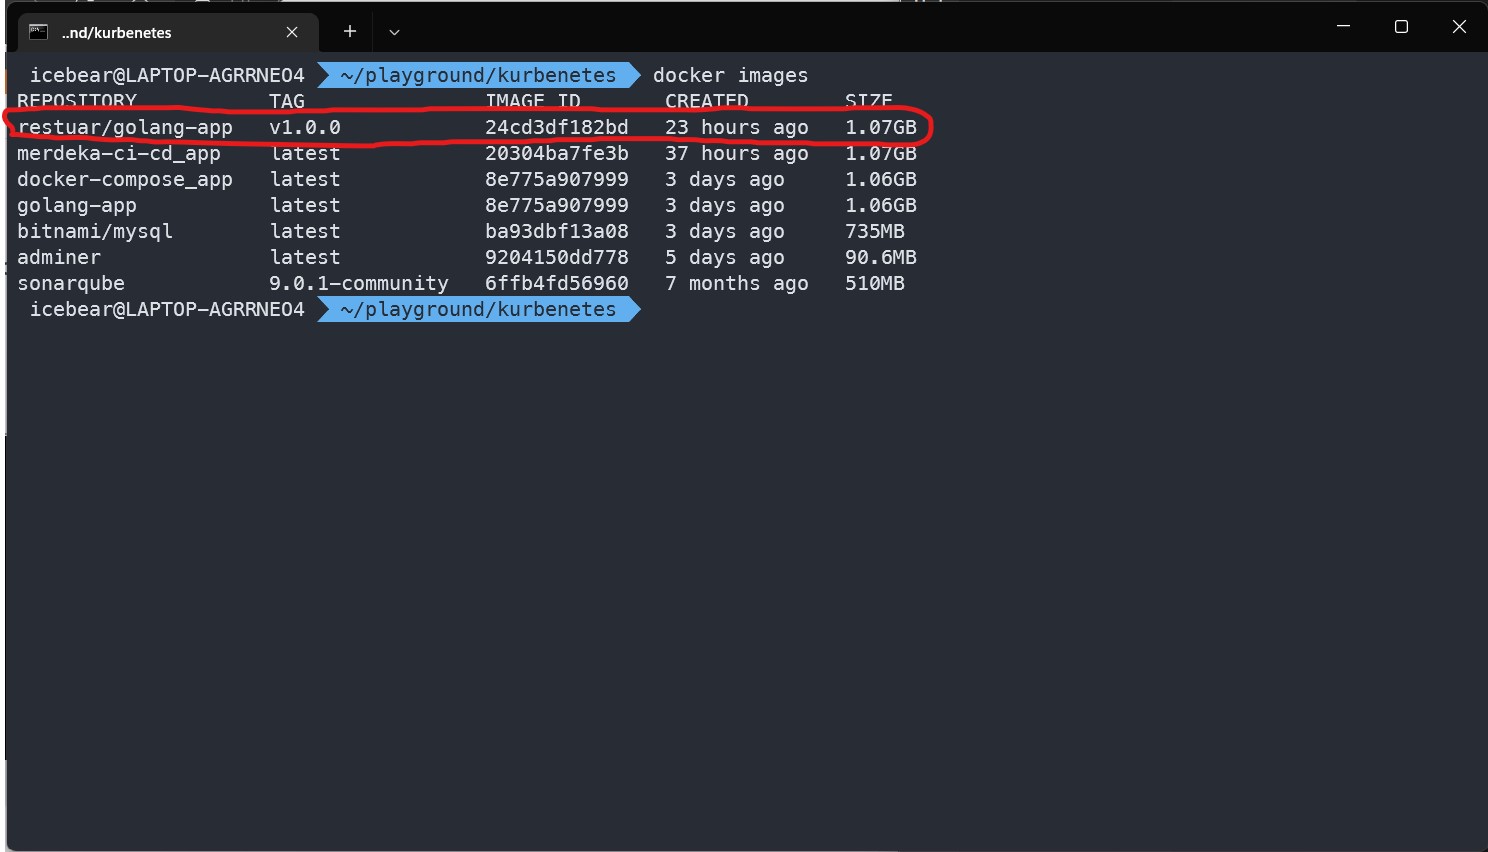 ..nd/kurbenetes
icebear@LAPTOP-AGRRNEO4 ~/playground/kurbenetes docker images
REPOSITORY TAG IMAGE ID CREATED SIZE
restuar/golang-app v1.0.0 24cd3df182bd 23 hours ago 1.07GB
merdeka-ci-cd_app latest 20304ba7fe3b 37 hours ago 1.07GB
docker-compose_app latest 8e775a907999 3 days ago 1.06GB
golang-app latest 8e775a907999 3 days ago 1.06GB
bitnami/mysql latest ba93dbf13a08 3 days ago 735MB
adminer latest 9204150dd778 5 days ago 90.6MB
sonarqube 9.0.1-community 6ffb4fd56960 7 months ago 510MB
icebear@LAPTOP-AGRRNEO4 ~/playground/kurbenetes